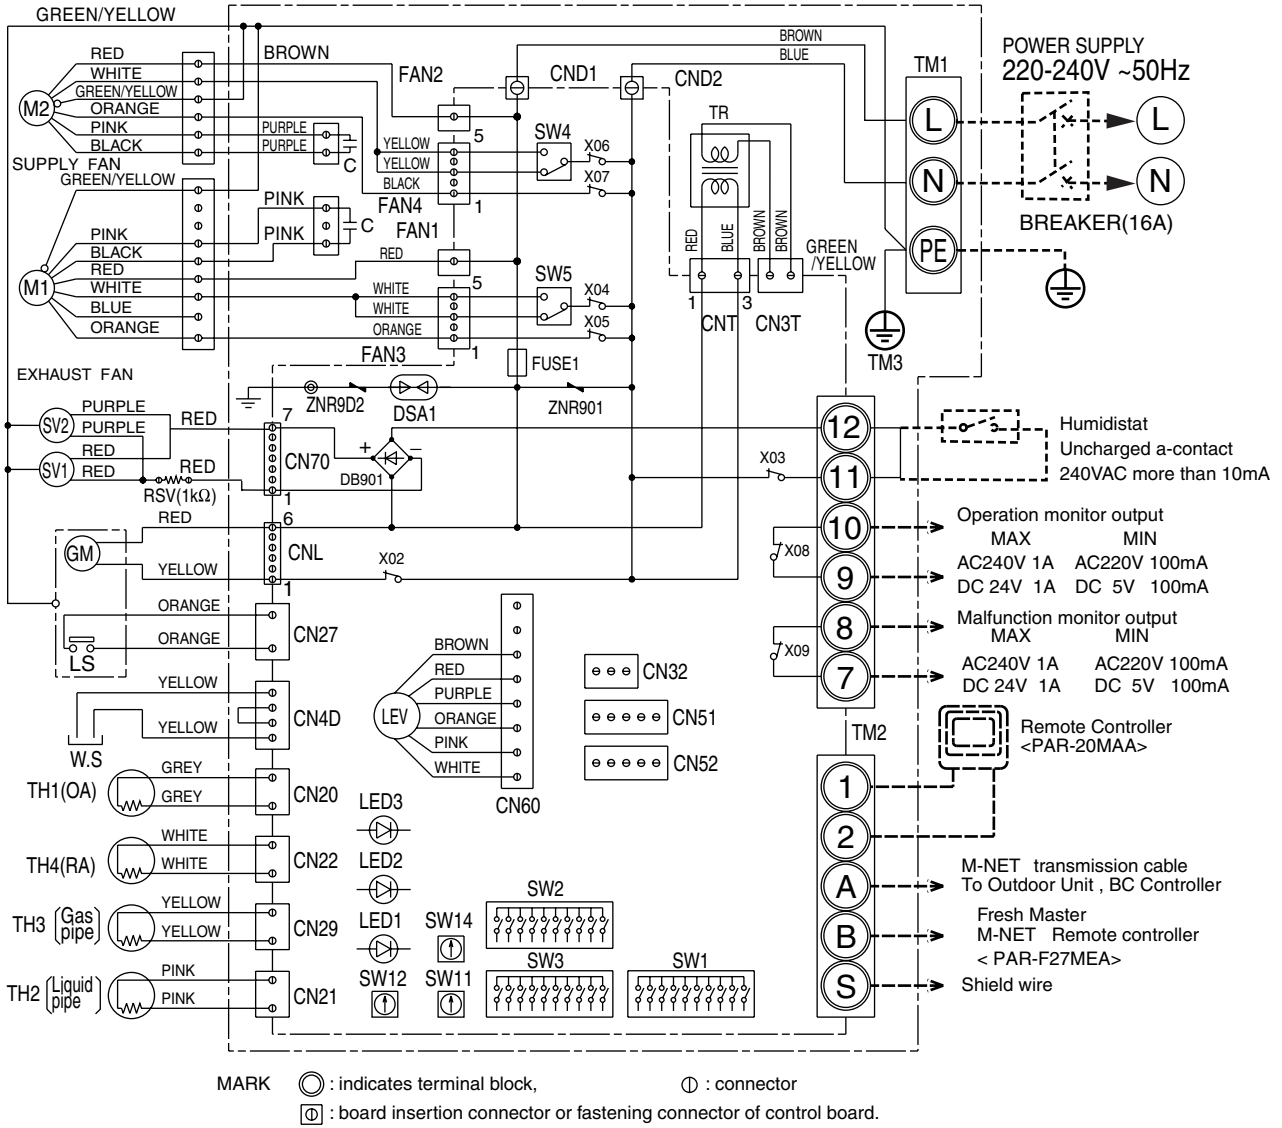 GREEN/YELLOW
RED
WHITE
GREEN/YELLOW
ORANGE
PINK
BLACK
M2
BROWN
PURPLE
PURPLE
C
SUPPLY FAN
GREEN/YELLOW
PINK
PINK
C
PINK
BLACK
RED
WHITE
BLUE
ORANGE
M1
EXHAUST FAN
FAN2
5
YELLOW
YELLOW
BLACK
1
FAN4
FAN1
RED
5
WHITE
WHITE
ORANGE
1
FAN3
CND1
CND2
SW4
X06
X07
SW5
X04
X05
FUSE1
ZNR9D2
DSA1
ZNR901
BROWN
BLUE
TR
RED
BLUE
BROWN
BROWN
1
3
CNT
CN3T
GREEN
/YELLOW
TM1
L
N
PE
TM3
POWER SUPPLY
220-240V ~50Hz
L
N
BREAKER(16A)
SV2
PURPLE
PURPLE
RED
SV1
RED
RED
RED
RSV(1kΩ)
7
CN70
1
+
−
DB901
GM
RED
YELLOW
6
CNL
1
X02
X03
ORANGE
ORANGE
LS
CN27
YELLOW
YELLOW
W.S
CN4D
TH1(OA)
GREY
GREY
CN20
TH4(RA)
WHITE
WHITE
CN22
TH3 (Gas
pipe)
YELLOW
YELLOW
CN29
TH2 (Liquid
pipe)
PINK
PINK
CN21
LEV
BROWN
RED
PURPLE
ORANGE
PINK
WHITE
CN60
CN32
CN51
CN52
LED3
LED2
LED1
SW12
SW14
SW11
SW2
SW3
SW1
12
11
10
9
8
7
X08
X09
TM2
1
2
A
B
S
Humidistat
Uncharged a-contact
240VAC more than 10mA
Operation monitor output
MAX MIN
AC240V 1A AC220V 100mA
DC 24V 1A DC 5V 100mA
Malfunction monitor output
MAX MIN
AC240V 1A AC220V 100mA
DC 24V 1A DC 5V 100mA
Remote Controller
<PAR-20MAA>
M-NET transmission cable
To Outdoor Unit , BC Controller
Fresh Master
M-NET Remote controller
< PAR-F27MEA>
Shield wire
MARK : indicates terminal block, : connector
: board insertion connector or fastening connector of control board.